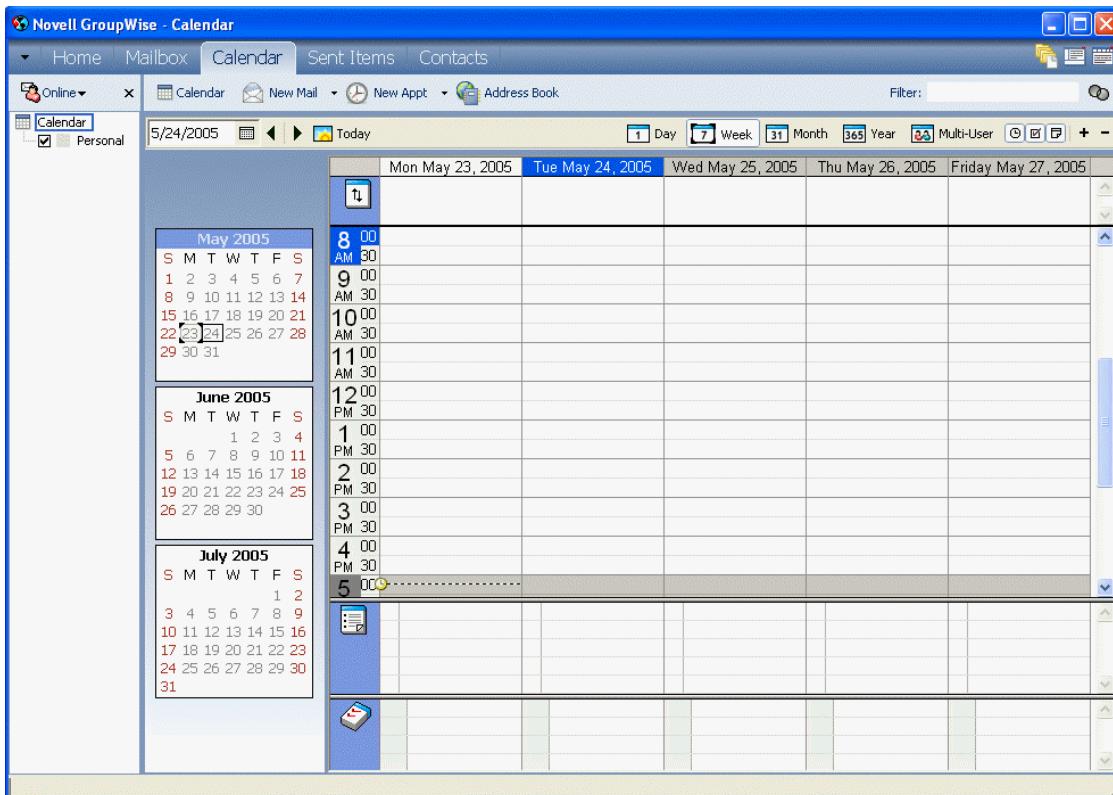 Novell GroupWise - Calendar
Home Mailbox Calendar Sent Items Contacts
Online Calendar New Mail New Appt Address Book Filter:
Calendar
Personal
5/24/2005 Today 1 Day 7 Week 31 Month 365 Year Multi-User
Mon May 23, 2005 Tue May 24, 2005 Wed May 25, 2005 Thu May 26, 2005 Friday May 27, 2005
May 2005
S M T W T F S
1 2 3 4 5 6 7
8 9 10 11 12 13 14
15 16 17 18 19 20 21
22 23 24 25 26 27 28
29 30 31
June 2005
S M T W T F S
1 2 3 4
5 6 7 8 9 10 11
12 13 14 15 16 17 18
19 20 21 22 23 24 25
26 27 28 29 30
July 2005
S M T W T F S
1 2
3 4 5 6 7 8 9
10 11 12 13 14 15 16
17 18 19 20 21 22 23
24 25 26 27 28 29 30
31
8 00
AM 30
9 00
AM 30
10 00
AM 30
11 00
AM 30
12 00
PM 30
1 00
PM 30
2 00
PM 30
3 00
PM 30
4 00
PM 30
5 00